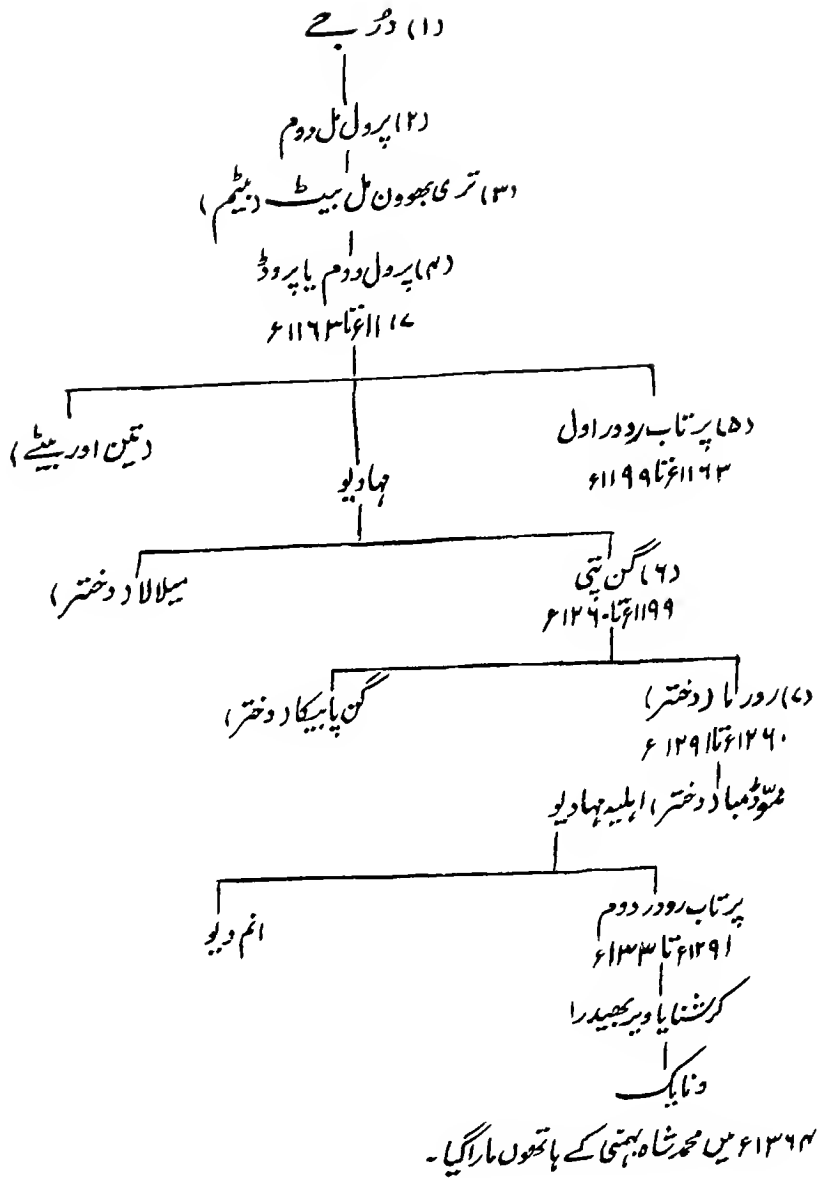 (۱) دُرجے
(۲) پرول مل دوم
(۳) تری بھوون مل بیٹ (بیٹیم)
(۴) پرول دوم یا پروڈ
۱۱۱۷ء تا ۱۱۶۳ء
(۵) پرتاب رودر اول
(تین اور بیٹے)
۱۱۶۳ء تا ۱۱۹۹ء
مہادیو
(۶) گن پتی
میلالا (دختر)
۱۱۹۹ء تا ۱۲۶۰ء
(۷) رودرما (دختر)
گن پامبیکا (دختر)
۱۲۶۰ء تا ۱۲۹۱ء
ممّوڈمبا (دختر) اہلیہ مہادیو
پرتاب رودر دوم
انم دیو
۱۲۹۱ء تا ۱۳۳۰ء
کرشنا یا ویربھیدرا
ونایک
۱۳۶۴ء میں محمد شاہ بہمنی کے ہاتھوں مارا گیا۔